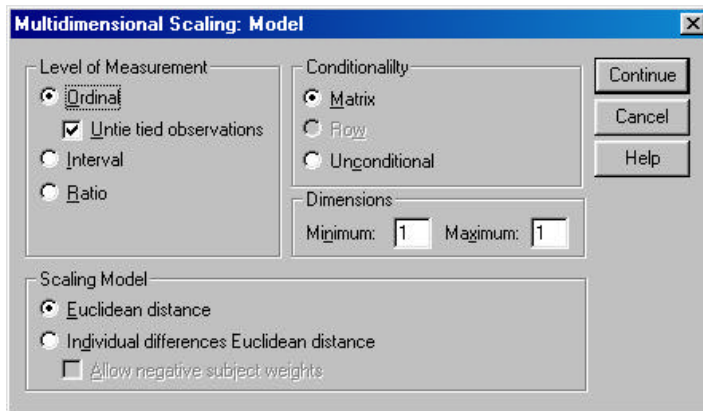 Multidimensional Scaling: Model
Level of Measurement
Ordinal
Untie tied observations
Interval
Ratio
Conditionalilty
Matrix
Row
Unconditional
Dimensions
Minimum: 1 Maximum: 1
Scaling Model
Euclidean distance
Individual differences Euclidean distance
Allow negative subject weights
Continue
Cancel
Help